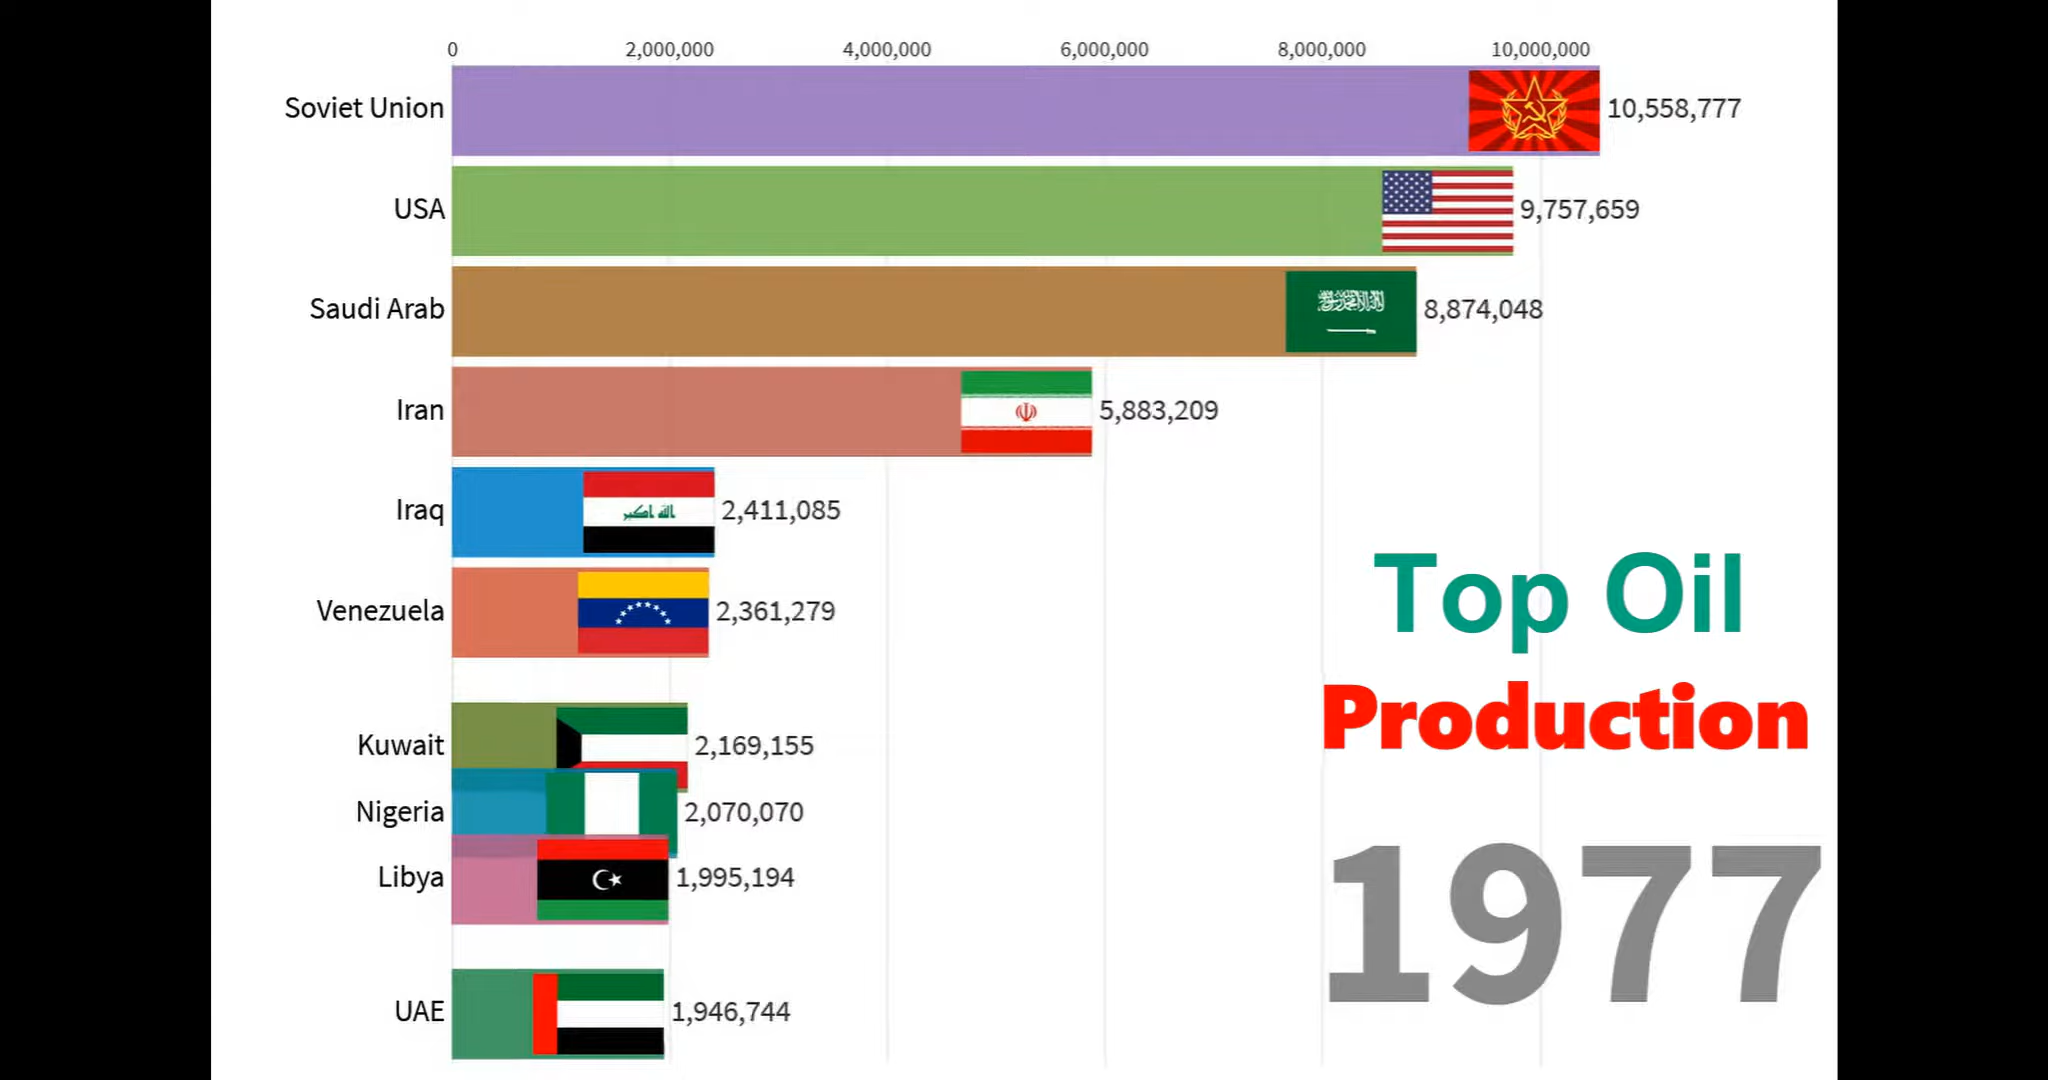 0 2,000,000 4,000,000 6,000,000 8,000,000 10,000,000
Soviet Union 10,558,777
USA 9,757,659
Saudi Arab 8,874,048
Iran 5,883,209
Iraq الله اكبر 2,411,085
Venezuela 2,361,279
Kuwait 2,169,155
Nigeria 2,070,070
Libya 1,995,194
UAE 1,946,744
Top Oil
Production
1977